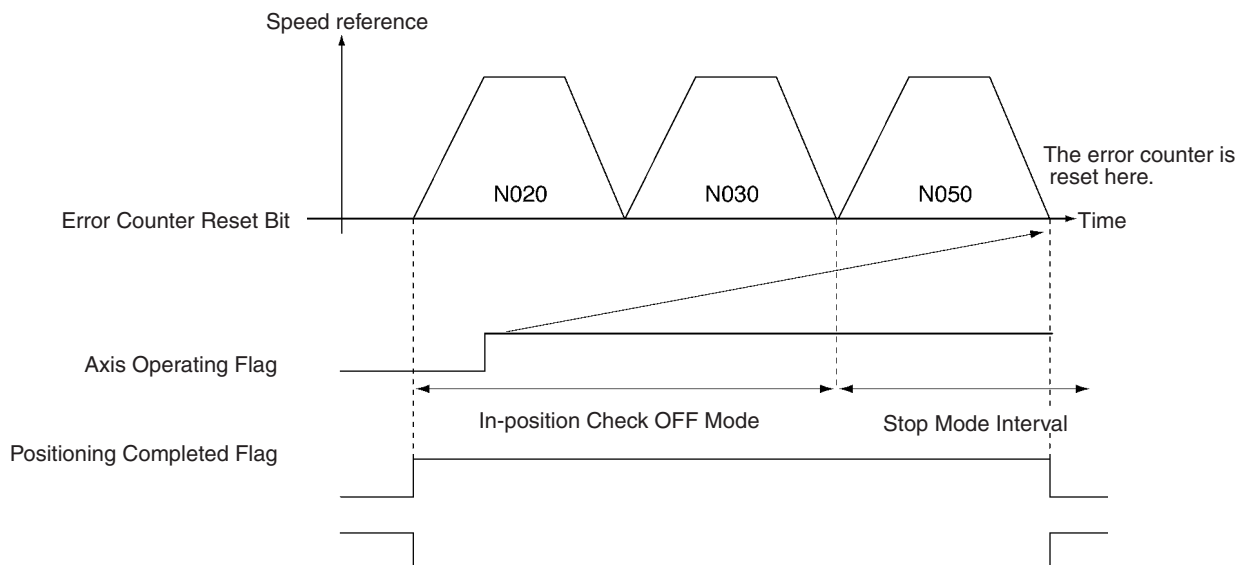 Speed reference
The error counter is
reset here.
N020
N030
N050
Error Counter Reset Bit
Time
Axis Operating Flag
In-position Check OFF Mode
Stop Mode Interval
Positioning Completed Flag